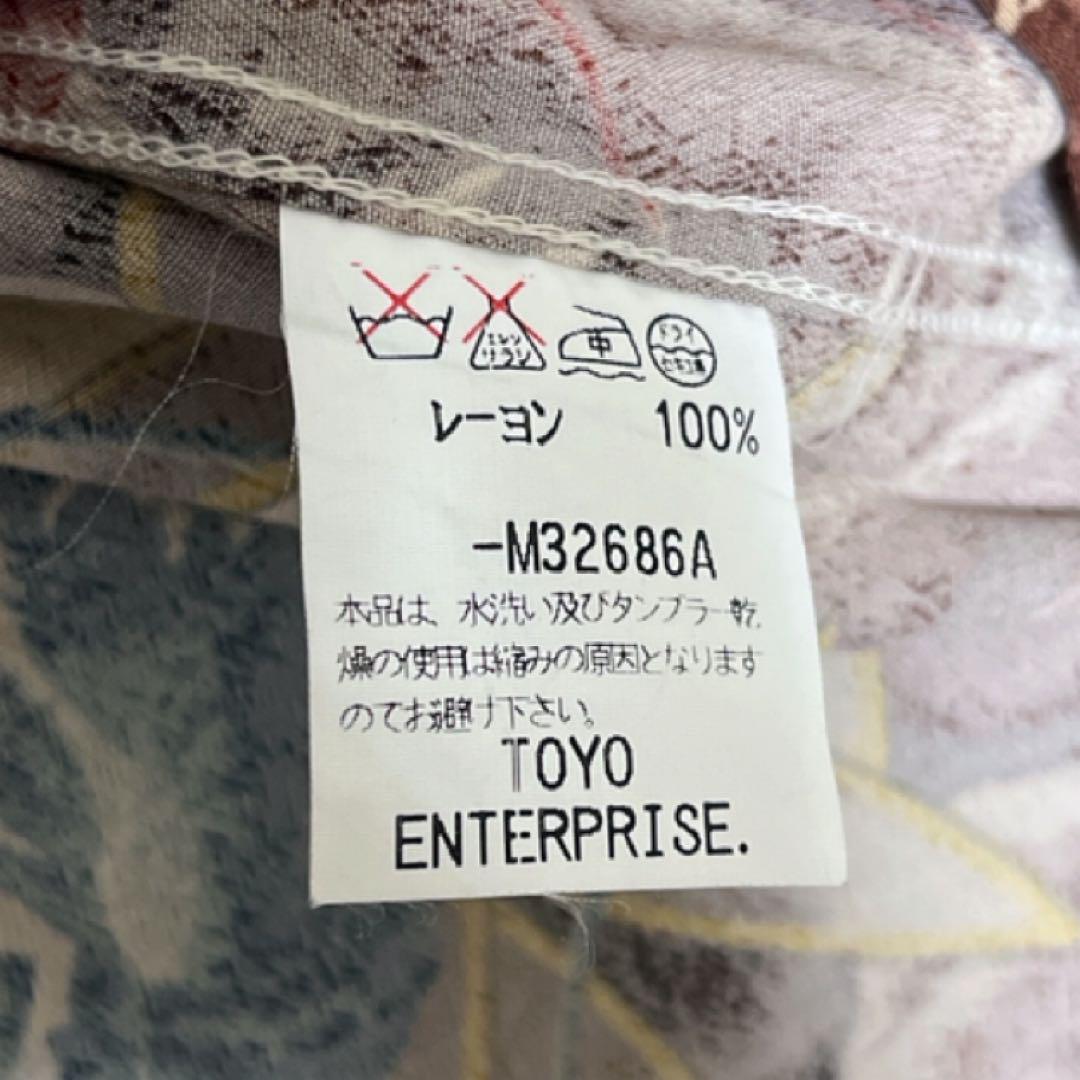 エンソ
サラシ
中
ドライ
セキユ系
レーヨン 100%
-M32686A
本品は、水洗い及びタンブラー乾
燥の使用は縮みの原因となります
のでお避け下さい。
TOYO
ENTERPRISE.